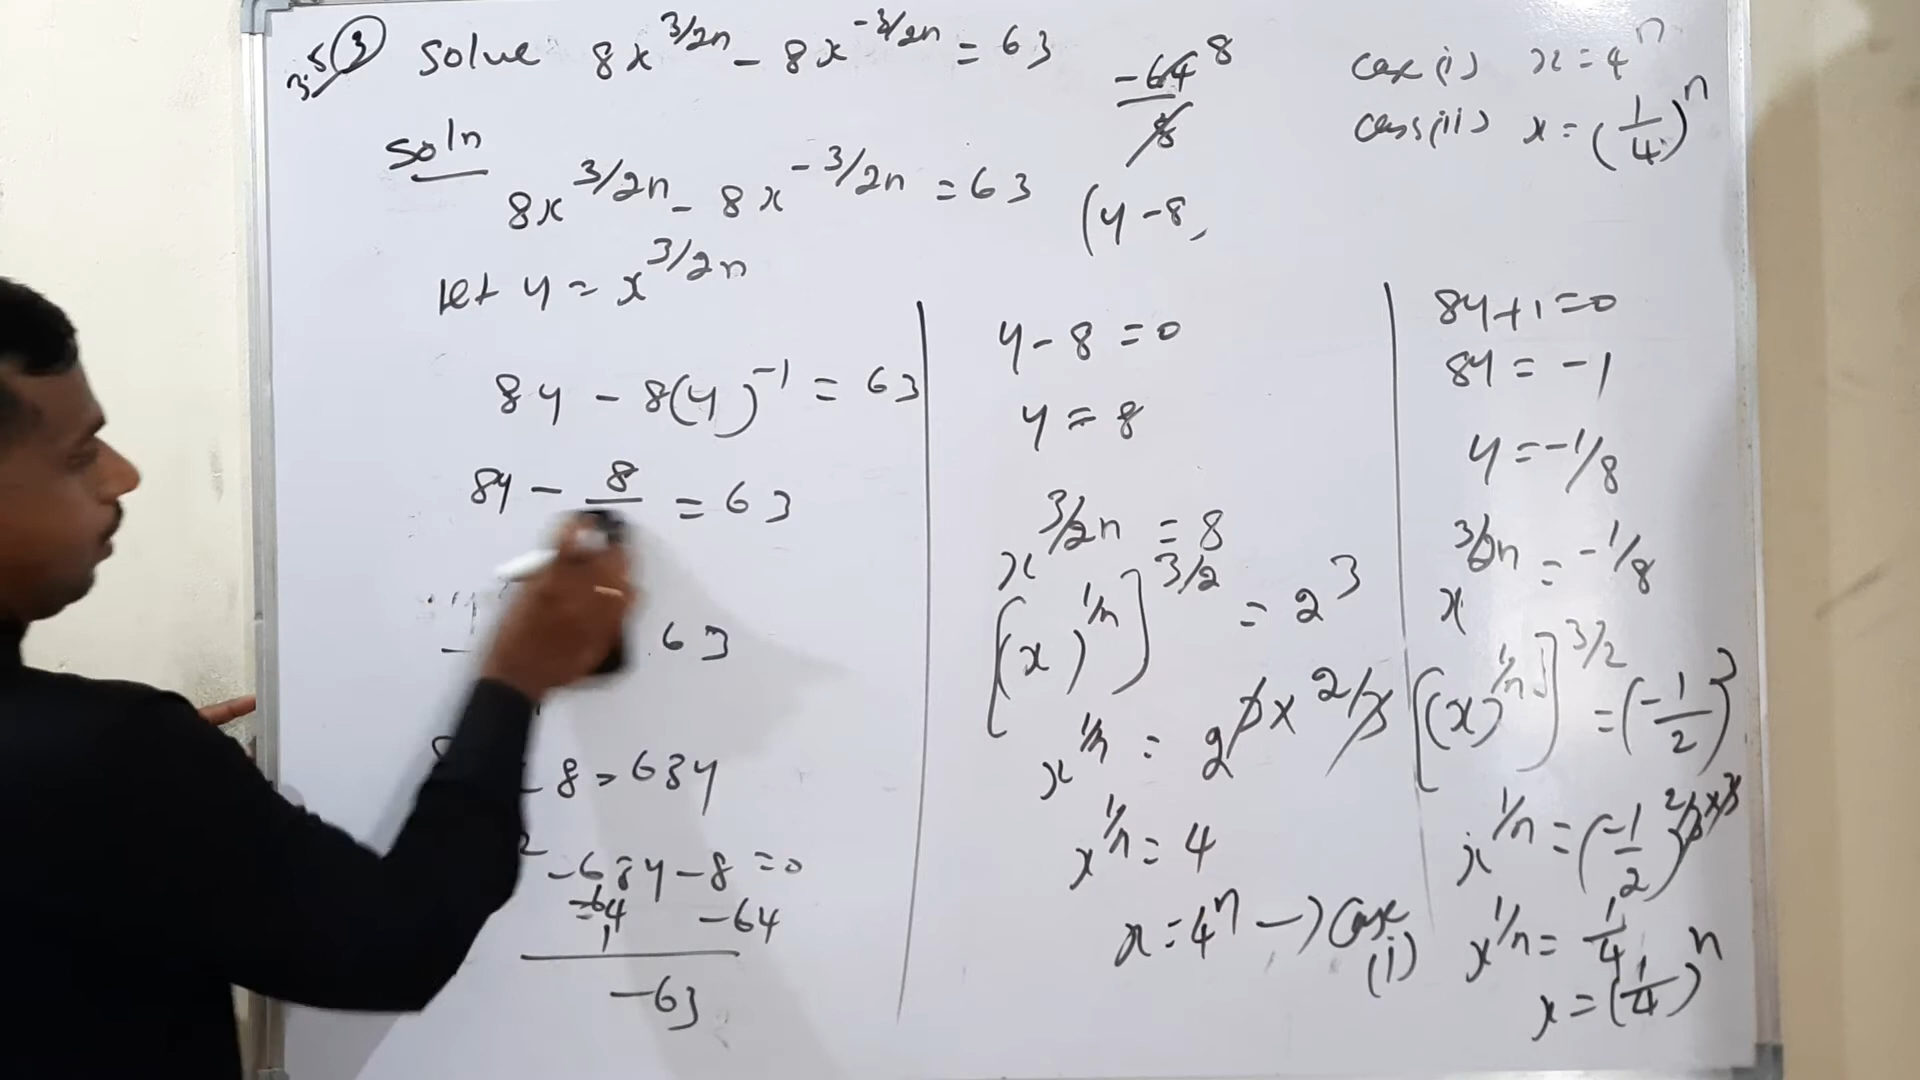 3.5 (3) Solve 8x^{3/2n} - 8x^{-3/2n} = 63
Soln
8x^{3/2n} - 8x^{-3/2n} = 63
Let y = x^{3/2n}
8y - 8(y)^{-1} = 63
8y - 8/ = 63
63
- 8 = 63y
2 - 63y - 8 = 0
-64
1
-64
-63
-64 8
8
(y - 8,
y - 8 = 0
y = 8
x^{3/2n} = 8
[(x)^{1/n}]^{3/2} = 2^3
x^{1/n} = 2^{3 x 2/3}
x^{1/n} = 4
x = 4^n -> Case (i)
case (i) x = 4^n
cass (ii) x = (1/4)^n
8y + 1 = 0
8y = -1
y = -1/8
x^{3/2n} = -1/8
[(x)^{1/n}]^{3/2} = (-1/2)^3
x^{1/n} = (-1/2)^{2/3 x 3}
x^{1/n} = 1/4
x = (1/4)^n